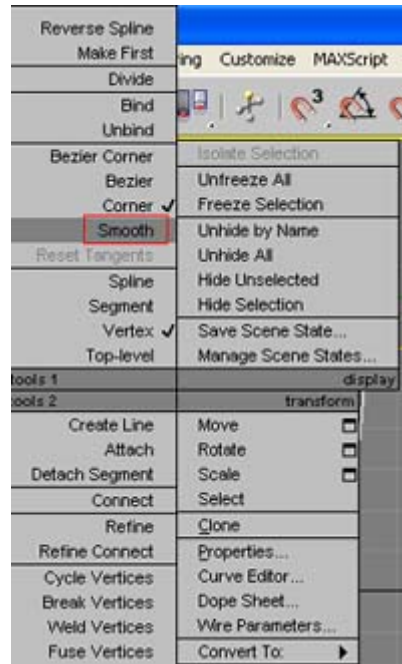 Reverse Spline
Make First
Divide
Bind
Unbind
Bezier Corner
Bezier
Corner
Smooth
Reset Tangents
Spline
Segment
Vertex
Top-level
tools 1
ing Customize MAXScript
3
Isolate Selection
Unfreeze All
Freeze Selection
Unhide by Name
Unhide All
Hide Unselected
Hide Selection
Save Scene State...
Manage Scene States...
display
tools 2
Create Line
Attach
Detach Segment
Connect
Refine
Refine Connect
Cycle Vertices
Break Vertices
Weld Vertices
Fuse Vertices
transform
Move
Rotate
Scale
Select
Clone
Properties...
Curve Editor...
Dope Sheet...
Wire Parameters...
Convert To: